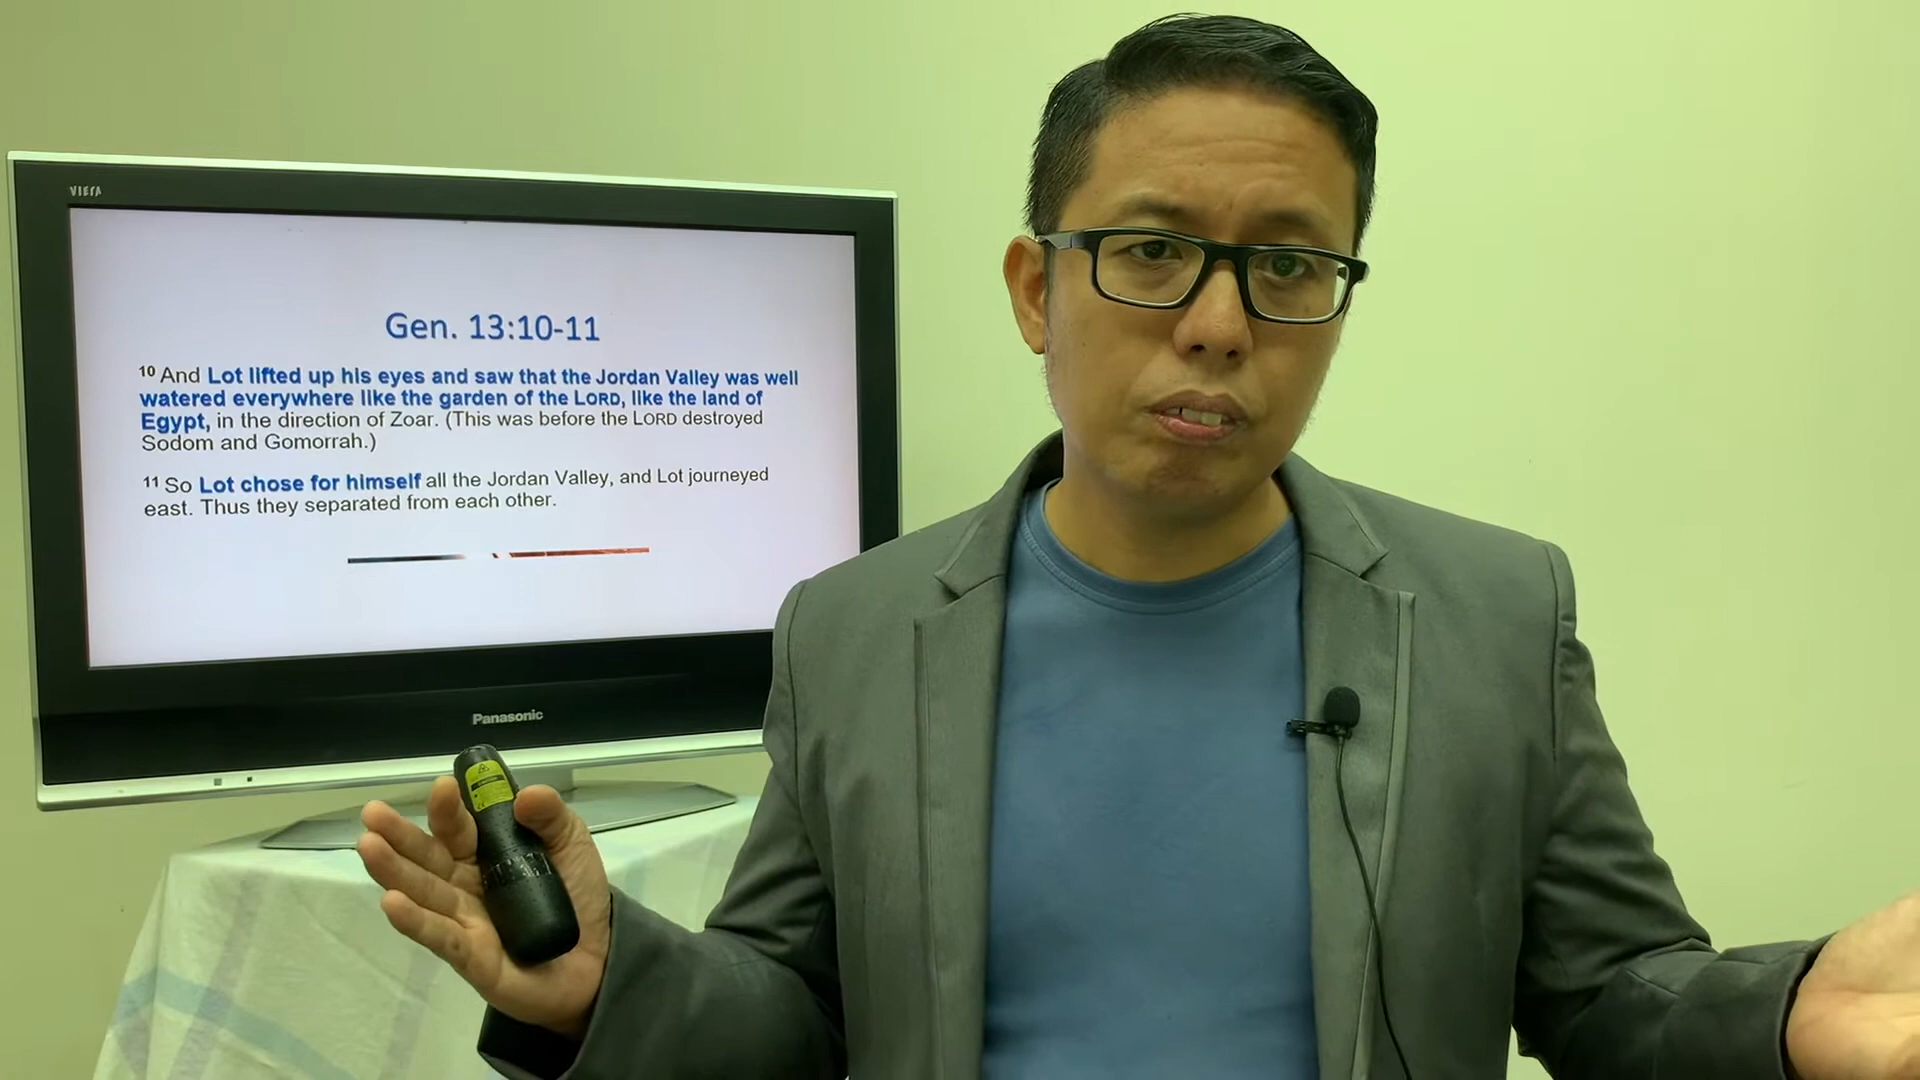 VIERA
Gen. 13:10-11
10 And Lot lifted up his eyes and saw that the Jordan Valley was well
watered everywhere like the garden of the LORD, like the land of
Egypt, in the direction of Zoar. (This was before the LORD destroyed
Sodom and Gomorrah.)
11 So Lot chose for himself all the Jordan Valley, and Lot journeyed
east. Thus they separated from each other.
Panasonic